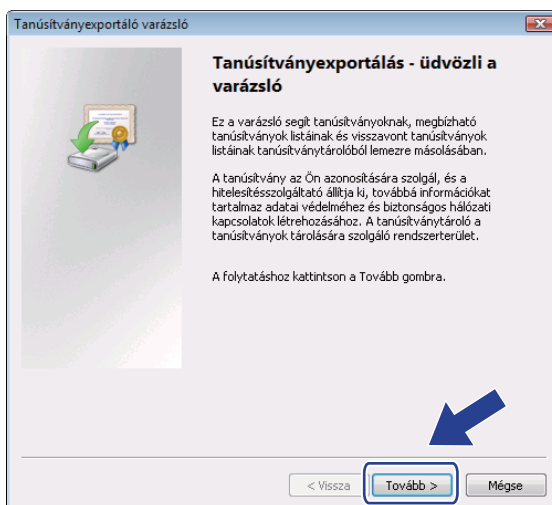 Tanúsítványexportáló varázsló
Tanúsítványexportálás - üdvözli a
varázsló
Ez a varázsló segít tanúsítványoknak, megbízható
tanúsítványok listáinak és visszavont tanúsítványok
listáinak tanúsítványtárolóból lemezre másolásában.
A tanúsítvány az Ön azonosítására szolgál, és a
hitelesítésszolgáltató állítja ki, továbbá információkat
tartalmaz adatai védelméhez és biztonságos hálózati
kapcsolatok létrehozásához. A tanúsítványtároló a
tanúsítványok tárolására szolgáló rendszerterület.
A folytatáshoz kattintson a Tovább gombra.
< Vissza Tovább > Mégse